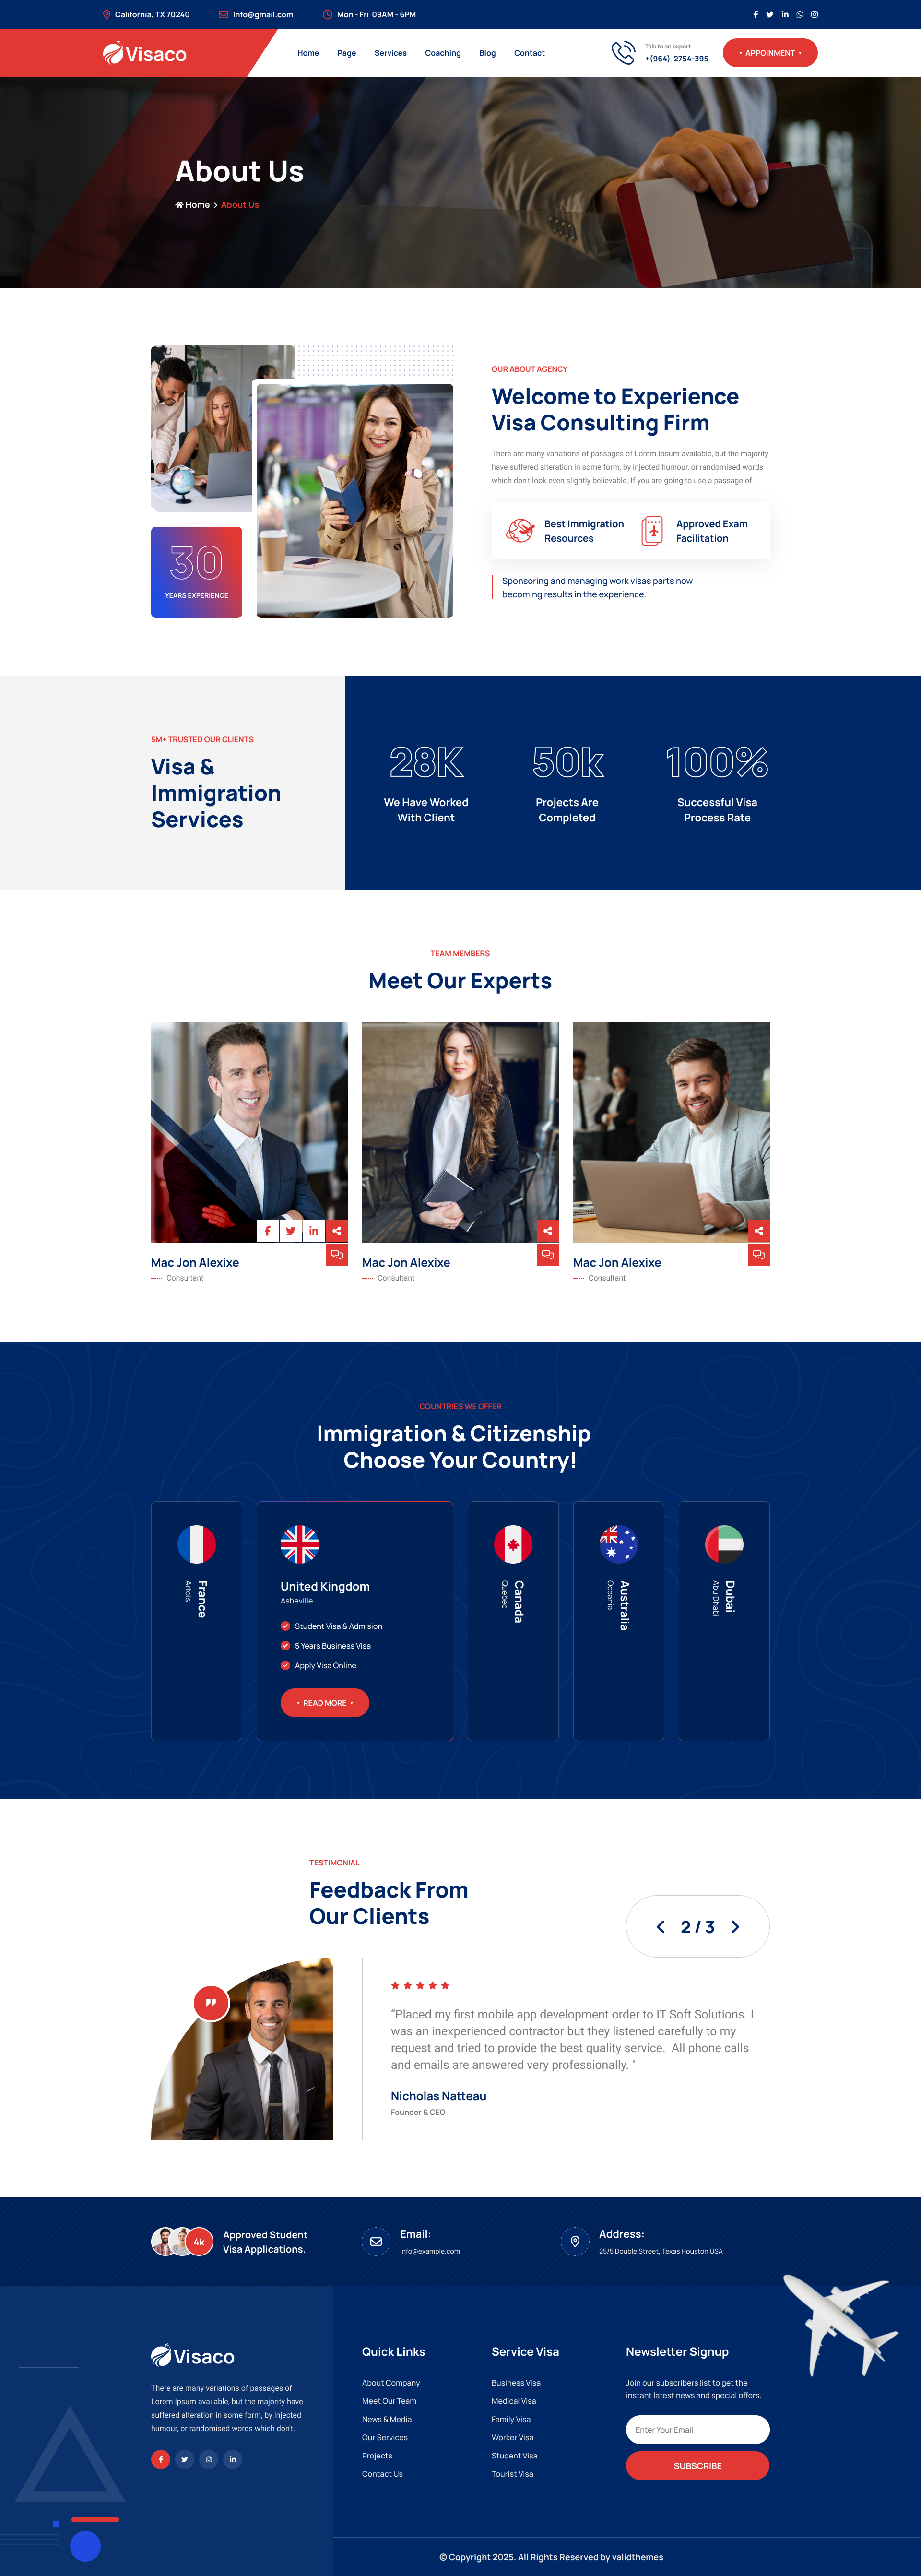 California, TX 70240
Info@gmail.com
Mon - Fri 09AM - 6PM
Visaco
Home
Page
Services
Coaching
Blog
Contact
Talk to an expert
+(964)-2754-395
• APPOINMENT •
About Us
Home > About Us
OUR ABOUT AGENCY
Welcome to Experience
Visa Consulting Firm
There are many variations of passages of Lorem Ipsum available, but the majority
have suffered alteration in some form, by injected humour, or randomised words
which don't look even slightly believable. If you are going to use a passage of.
Best Immigration
Resources
Approved Exam
Facilitation
Sponsoring and managing work visas parts now
becoming results in the experience.
30
YEARS EXPERIENCE
5M+ TRUSTED OUR CLIENTS
Visa &
Immigration
Services
28K
We Have Worked
With Client
50k
Projects Are
Completed
100%
Successful Visa
Process Rate
TEAM MEMBERS
Meet Our Experts
Mac Jon Alexixe
Consultant
Mac Jon Alexixe
Consultant
Mac Jon Alexixe
Consultant
COUNTRIES WE OFFER
Immigration & Citizenship
Choose Your Country!
France
Artois
United Kingdom
Asheville
Student Visa & Admision
5 Years Business Visa
Apply Visa Online
• READ MORE •
Canada
Quebec
Australia
Oceania
Dubai
Abu Dhabi
TESTIMONIAL
Feedback From
Our Clients
2 / 3
“Placed my first mobile app development order to IT Soft Solutions. I
was an inexperienced contractor but they listened carefully to my
request and tried to provide the best quality service. All phone calls
and emails are answered very professionally. "
Nicholas Natteau
Founder & CEO
4k
Approved Student
Visa Applications.
Email:
info@example.com
Address:
25/5 Double Street, Texas Houston USA
Visaco
There are many variations of passages of
Lorem Ipsum available, but the majority have
suffered alteration in some form, by injected
humour, or randomised words which don't.
Quick Links
About Company
Meet Our Team
News & Media
Our Services
Projects
Contact Us
Service Visa
Business Visa
Medical Visa
Family Visa
Worker Visa
Student Visa
Tourist Visa
Newsletter Signup
Join our subscribers list to get the
instant latest news and special offers.
Enter Your Email
SUBSCRIBE
© Copyright 2025. All Rights Reserved by validthemes